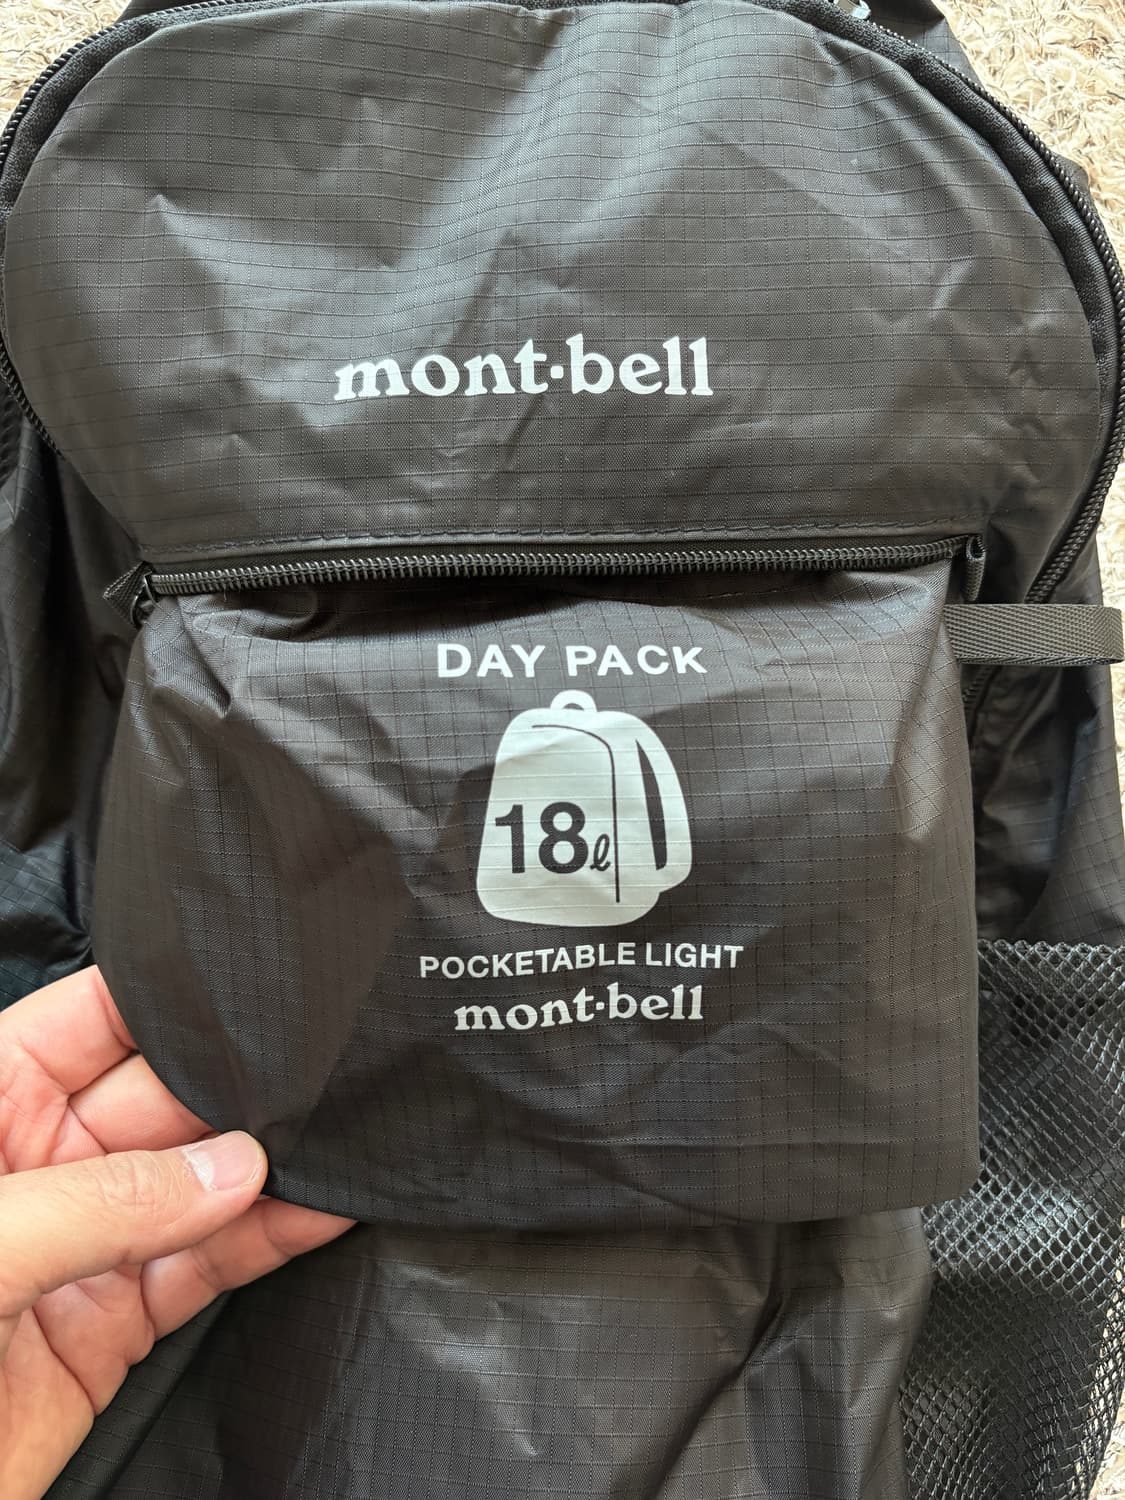 mont·bell
DAY PACK
18ℓ
POCKETABLE LIGHT
mont·bell